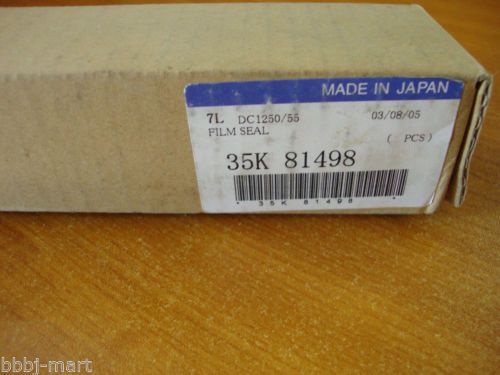 MADE IN JAPAN
7L DC1250/55 03/08/05
FILM SEAL
( PCS )
35K 81498
* 35K 81498 *
bbbj-mart